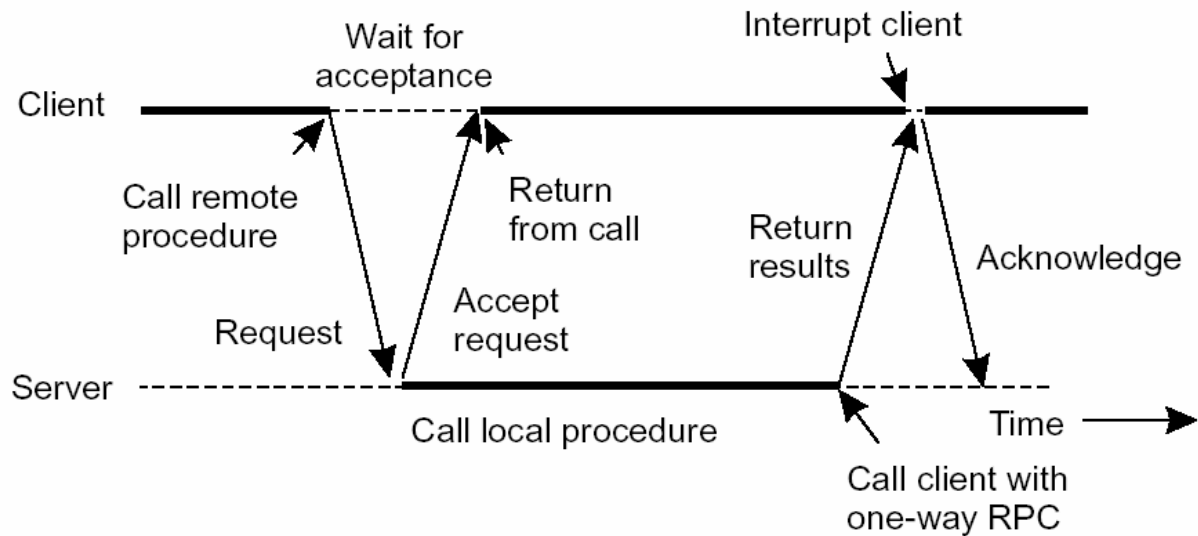 Interrupt client
Wait for
acceptance
Client
Call remote
procedure
Return
from call
Return
results
Acknowledge
Request
Accept
request
Server
Call local procedure
Time
Call client with
one-way RPC